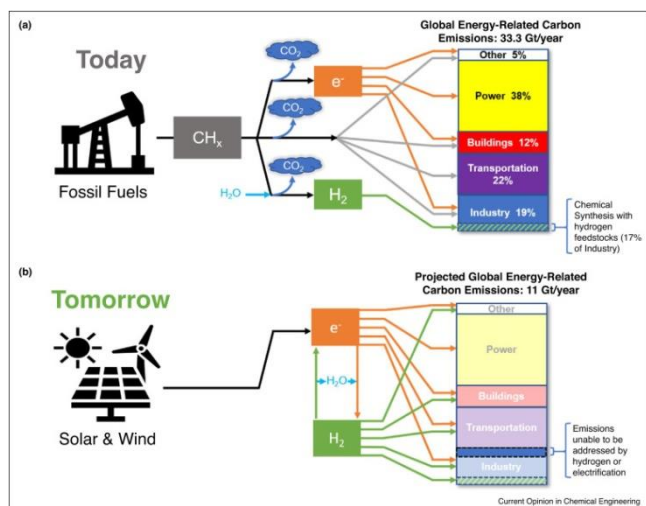 (a)
Today
Fossil Fuels
CHx
CO2
CO2
CO2
H2O
e-
H2
Global Energy-Related Carbon
Emissions: 33.3 Gt/year
Other 5%
Power 38%
Buildings 12%
Transportation
22%
Industry 19%
Chemical
Synthesis with
hydrogen
feedstocks (17%
of Industry)
(b)
Tomorrow
Solar & Wind
e-
H2O
H2
Projected Global Energy-Related
Carbon Emissions: 11 Gt/year
Other
Power
Buildings
Transportation
Industry
Emissions
unable to be
addressed by
hydrogen or
electrification
Current Opinion in Chemical Engineering